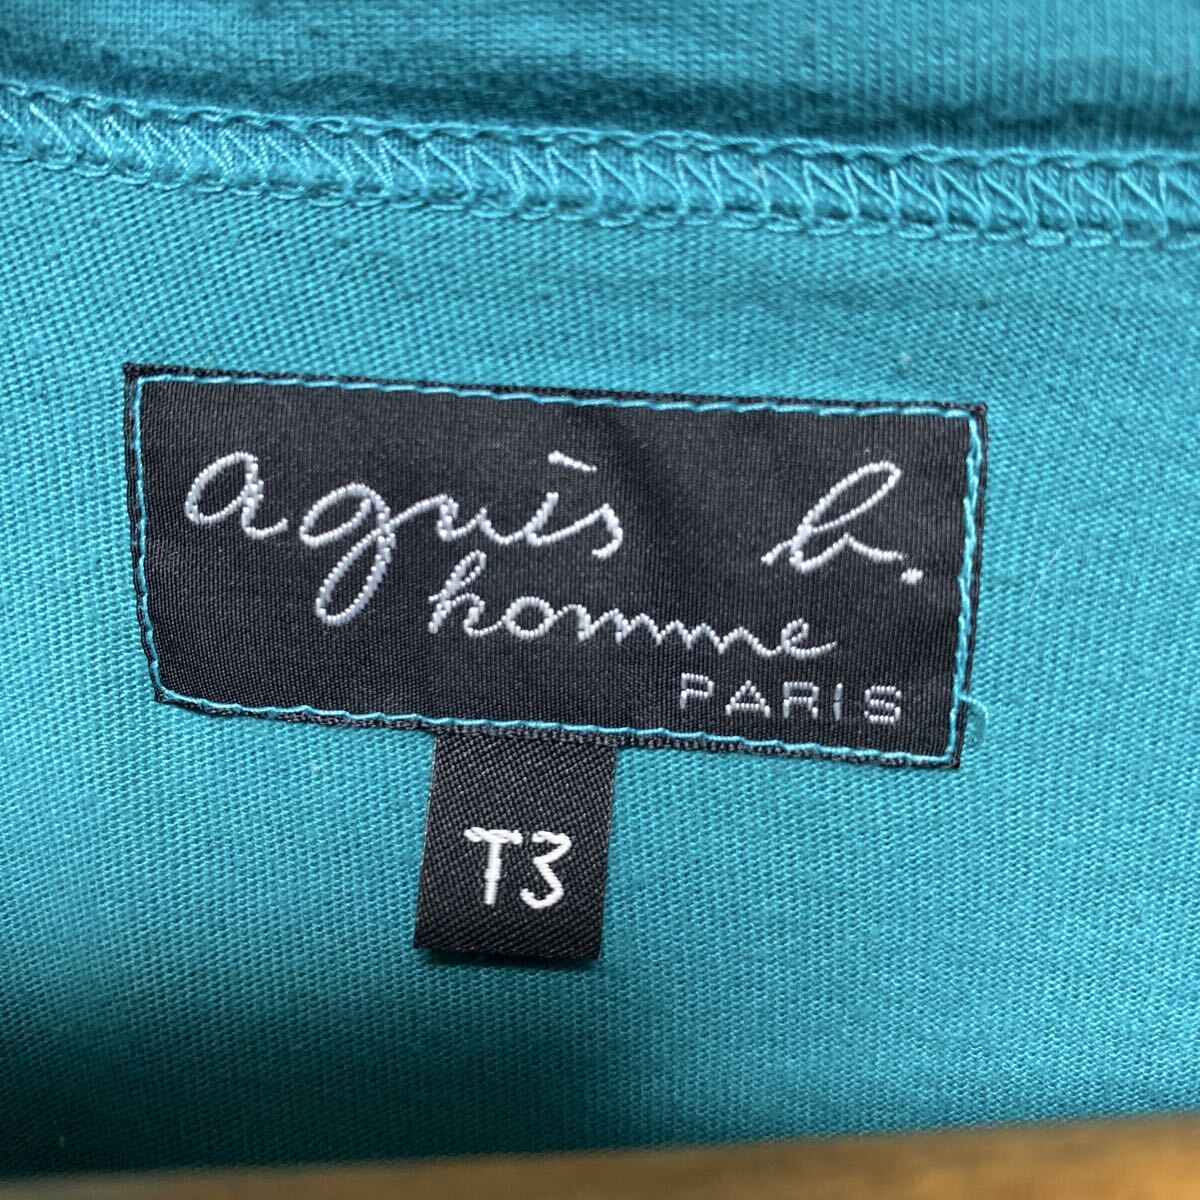 agnès b.
homme
PARIS
T3